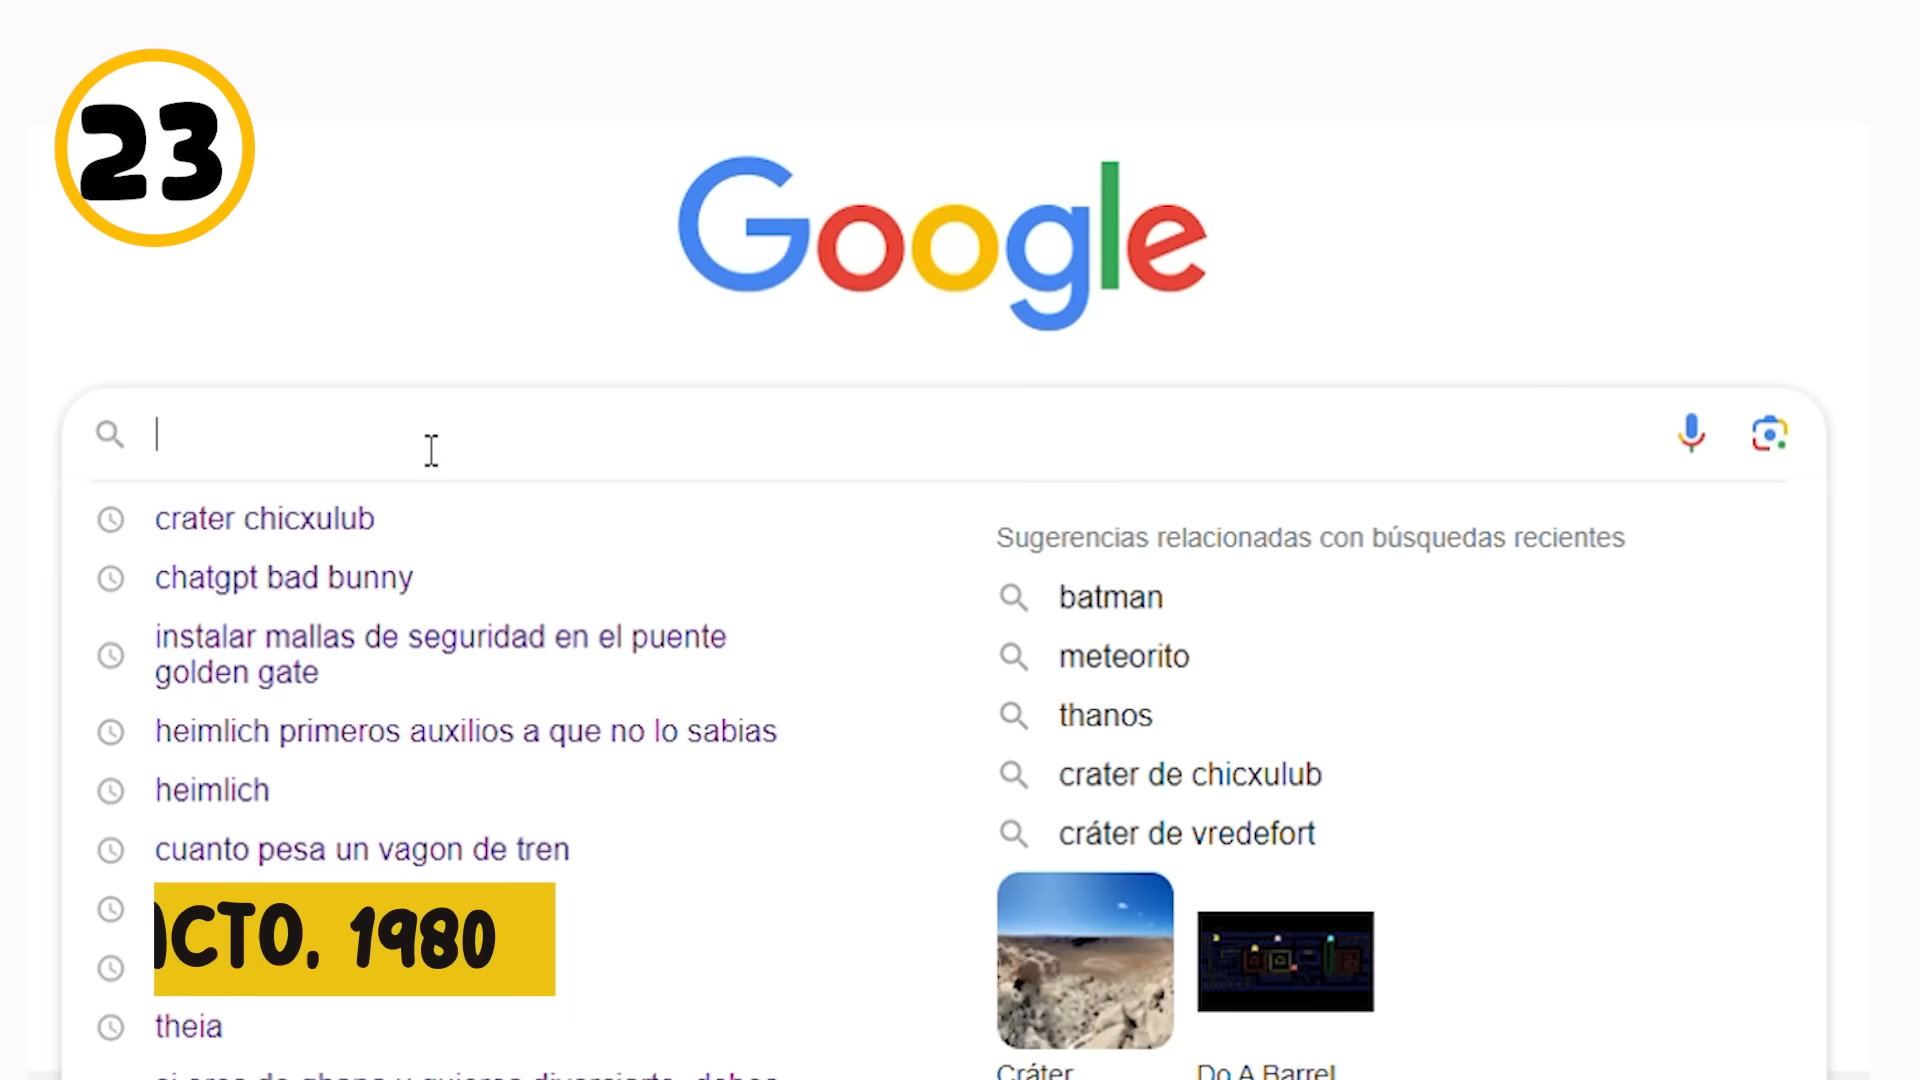 23
Google
crater chicxulub
chatgpt bad bunny
instalar mallas de seguridad en el puente
golden gate
heimlich primeros auxilios a que no lo sabias
heimlich
cuanto pesa un vagon de tren
CTO, 1980
theia
Sugerencias relacionadas con búsquedas recientes
batman
meteorito
thanos
crater de chicxulub
cráter de vredefort
Cráter
Do A Barrel